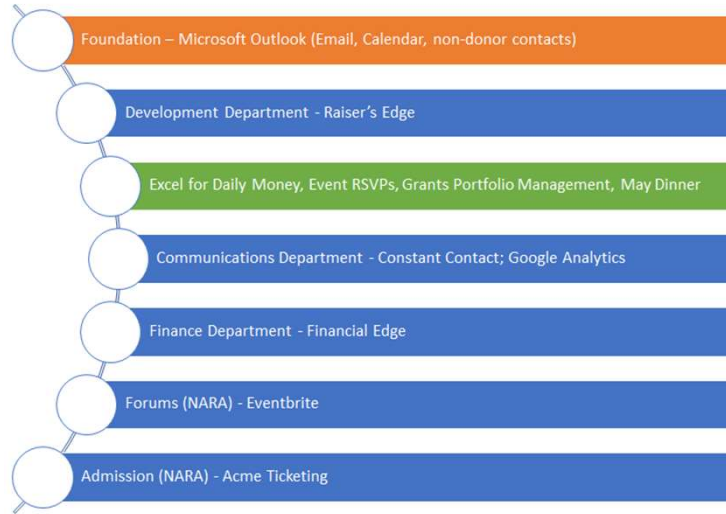 Foundation – Microsoft Outlook (Email, Calendar, non-donor contacts)
Development Department - Raiser’s Edge
Excel for Daily Money, Event RSVPs, Grants Portfolio Management, May Dinner
Communications Department - Constant Contact; Google Analytics
Finance Department - Financial Edge
Forums (NARA) - Eventbrite
Admission (NARA) - Acme Ticketing